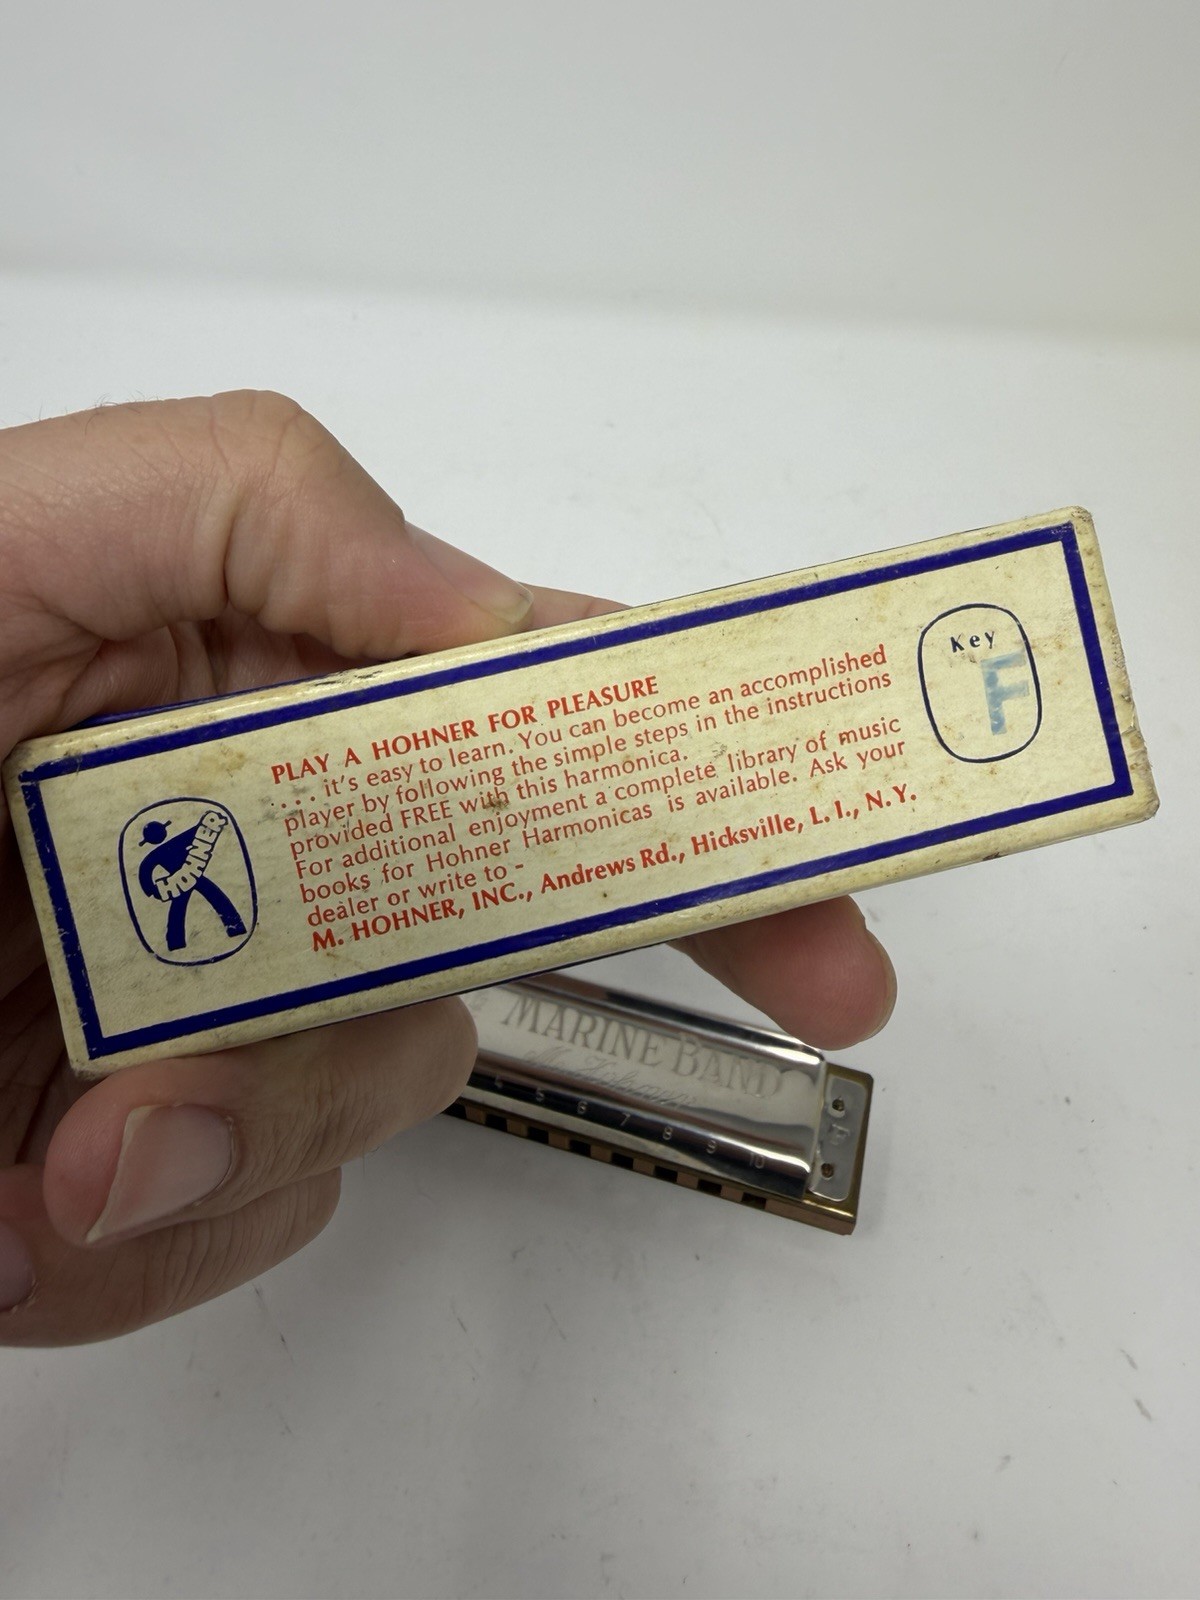 PLAY A HOHNER FOR PLEASURE
.... it's easy to learn. You can become an accomplished
player by following the simple steps in the instructions
provided FREE with this harmonica.
For additional enjoyment a complete library of music
books for Hohner Harmonicas is available. Ask your
dealer or write to -
M. HOHNER, INC., Andrews Rd., Hicksville, L. I., N.Y.
Key
F
HOHNER
MARINE BAND
M. Hohner
4 5 6 7 8 9 10